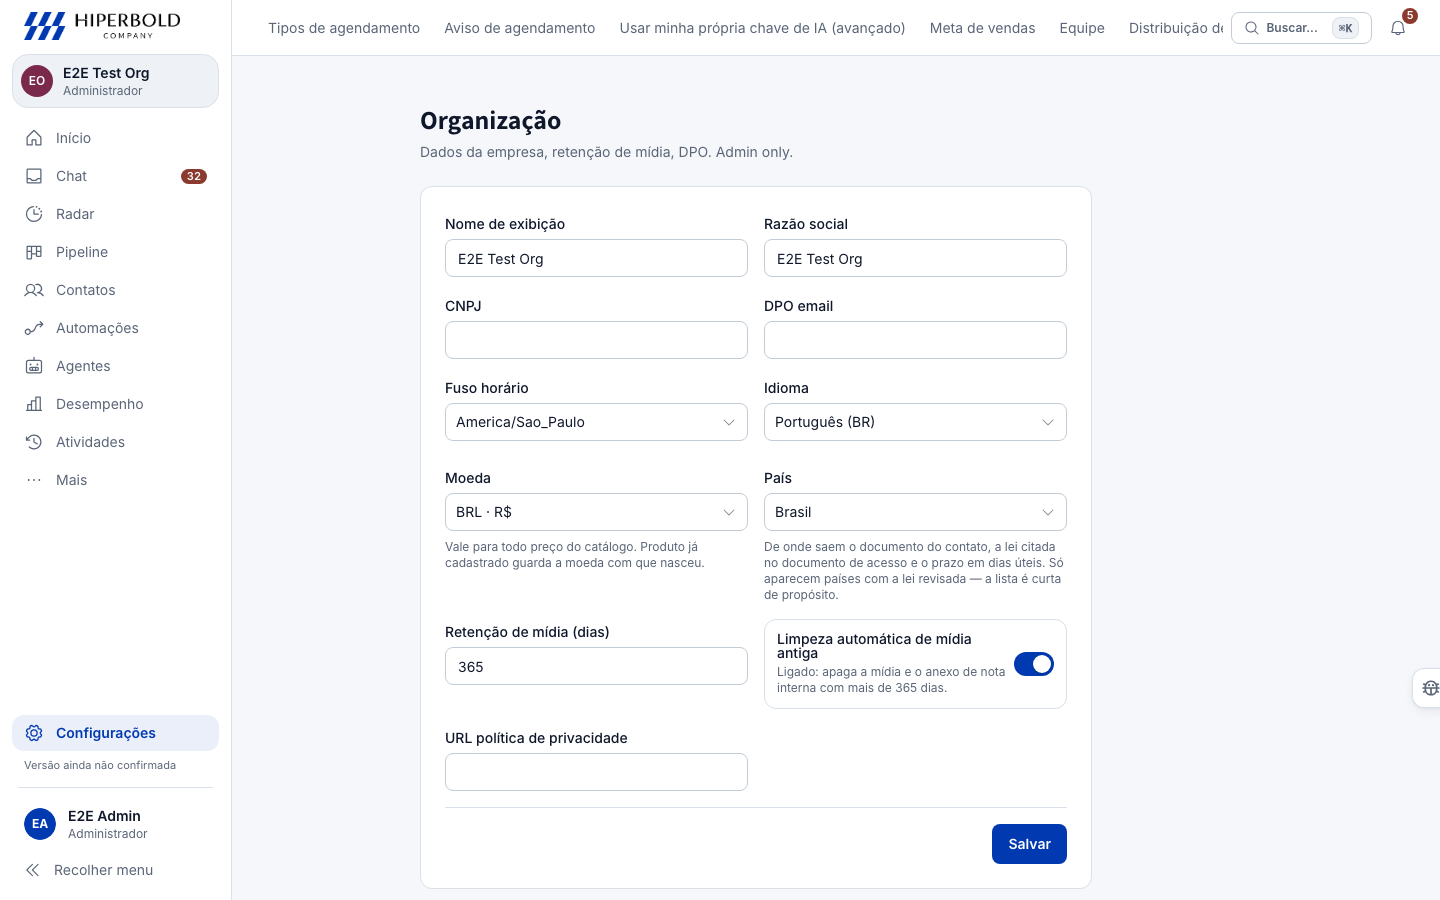 HIPERBOLD
COMPANY
EO
E2E Test Org
Administrador
Início
Chat
32
Radar
Pipeline
Contatos
Automações
Agentes
Desempenho
Atividades
Mais
Configurações
Versão ainda não confirmada
EA
E2E Admin
Administrador
Recolher menu
Tipos de agendamento
Aviso de agendamento
Usar minha própria chave de IA (avançado)
Meta de vendas
Equipe
Distribuição de
Buscar...
⌘K
5
Organização
Dados da empresa, retenção de mídia, DPO. Admin only.
Nome de exibição
E2E Test Org
Razão social
E2E Test Org
CNPJ
DPO email
Fuso horário
America/Sao_Paulo
Idioma
Português (BR)
Moeda
BRL · R$
Vale para todo preço do catálogo. Produto já
cadastrado guarda a moeda com que nasceu.
País
Brasil
De onde saem o documento do contato, a lei citada
no documento de acesso e o prazo em dias úteis. Só
aparecem países com a lei revisada — a lista é curta
de propósito.
Retenção de mídia (dias)
365
Limpeza automática de mídia
antiga
Ligado: apaga a mídia e o anexo de nota
interna com mais de 365 dias.
URL política de privacidade
Salvar